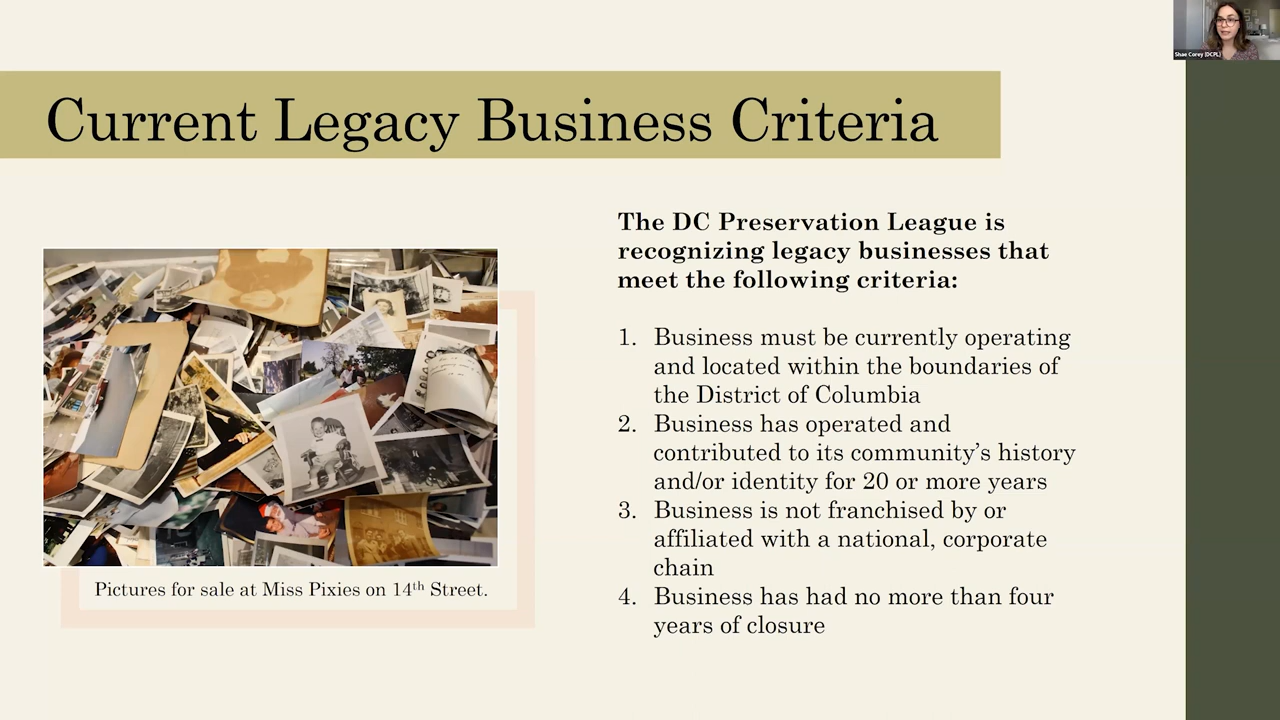 Shae Corey (DCPL)
Current Legacy Business Criteria
The DC Preservation League is
recognizing legacy businesses that
meet the following criteria:
1. Business must be currently operating
and located within the boundaries of
the District of Columbia
2. Business has operated and
contributed to its community's history
and/or identity for 20 or more years
3. Business is not franchised by or
affiliated with a national, corporate
chain
4. Business has had no more than four
years of closure
Pictures for sale at Miss Pixies on 14th Street.